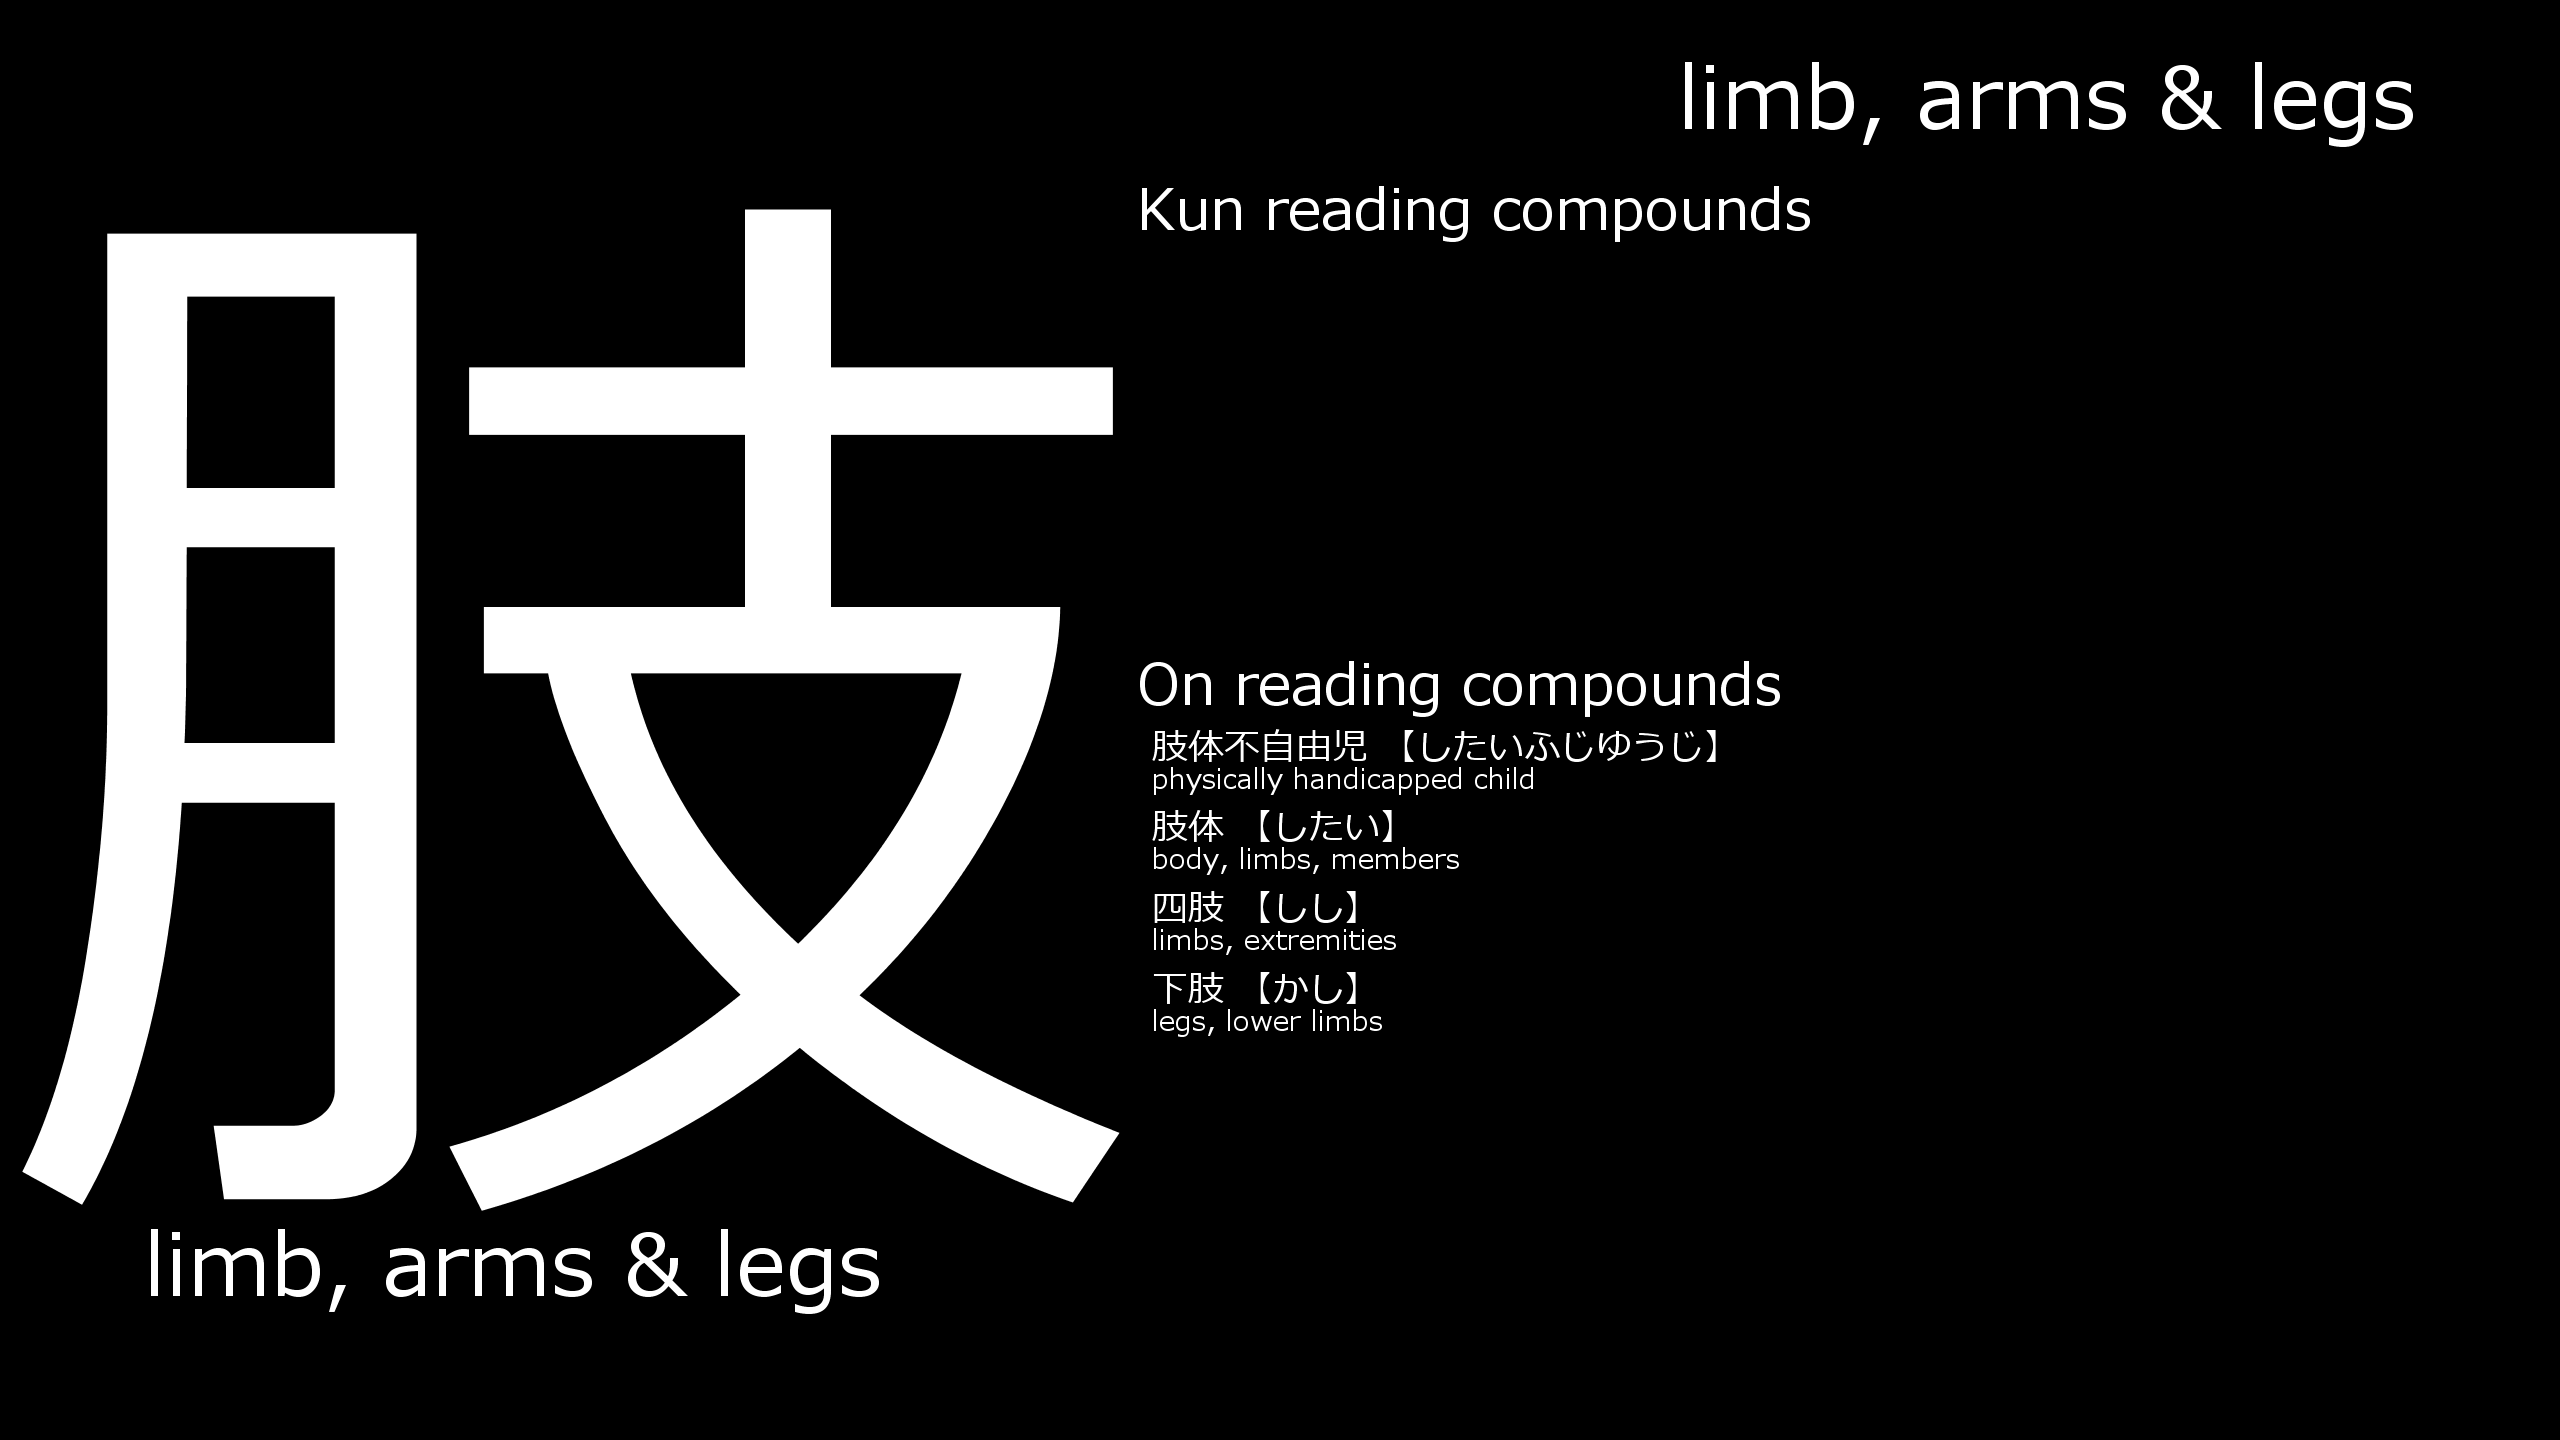 limb, arms & legs
肢
limb, arms & legs
Kun reading compounds
On reading compounds
肢体不自由児 【したいふじゆうじ】
physically handicapped child
肢体 【したい】
body, limbs, members
四肢 【しし】
limbs, extremities
下肢 【かし】
legs, lower limbs